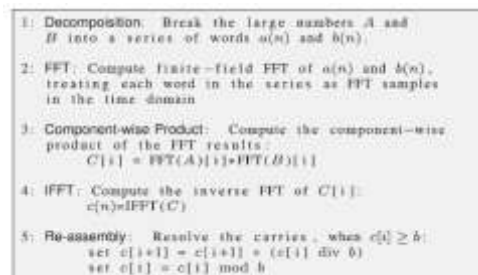 1: Decomposition: Break the large numbers A and
B into a series of words a(n) and b(n).
2: FFT: Compute finite-field FFT of a(n) and b(n),
treating each word in the series as FFT samples
in the time domain
3: Component-wise Product: Compute the component-wise
product of the FFT results:
C[i] = FFT(A)[i]*FFT(B)[i]
4: IFFT: Compute the inverse FFT of C[i]:
c(n)=IFFT(C)
5: Re-assembly: Resolve the carries, when c[i] ≥ b:
set c[i+1] = c[i+1] + (c[i] div b)
set c[i] = c[i] mod b